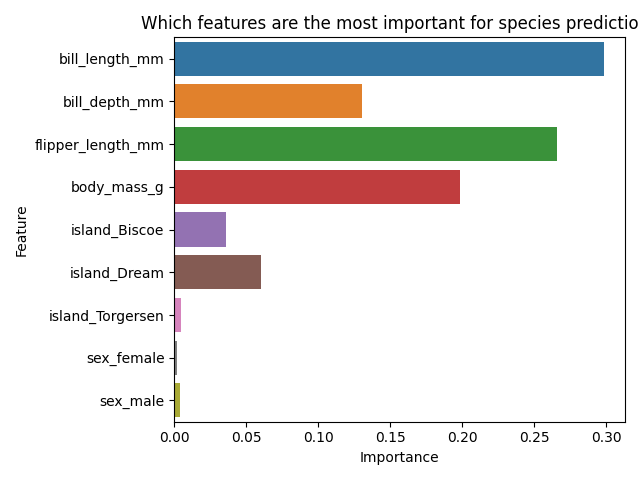 Which features are the most important for species predictio
bill_length_mm
bill_depth_mm
flipper_length_mm
body_mass_g
island_Biscoe
island_Dream
island_Torgersen
sex_female
sex_male
Feature
0.00 0.05 0.10 0.15 0.20 0.25 0.30
Importance